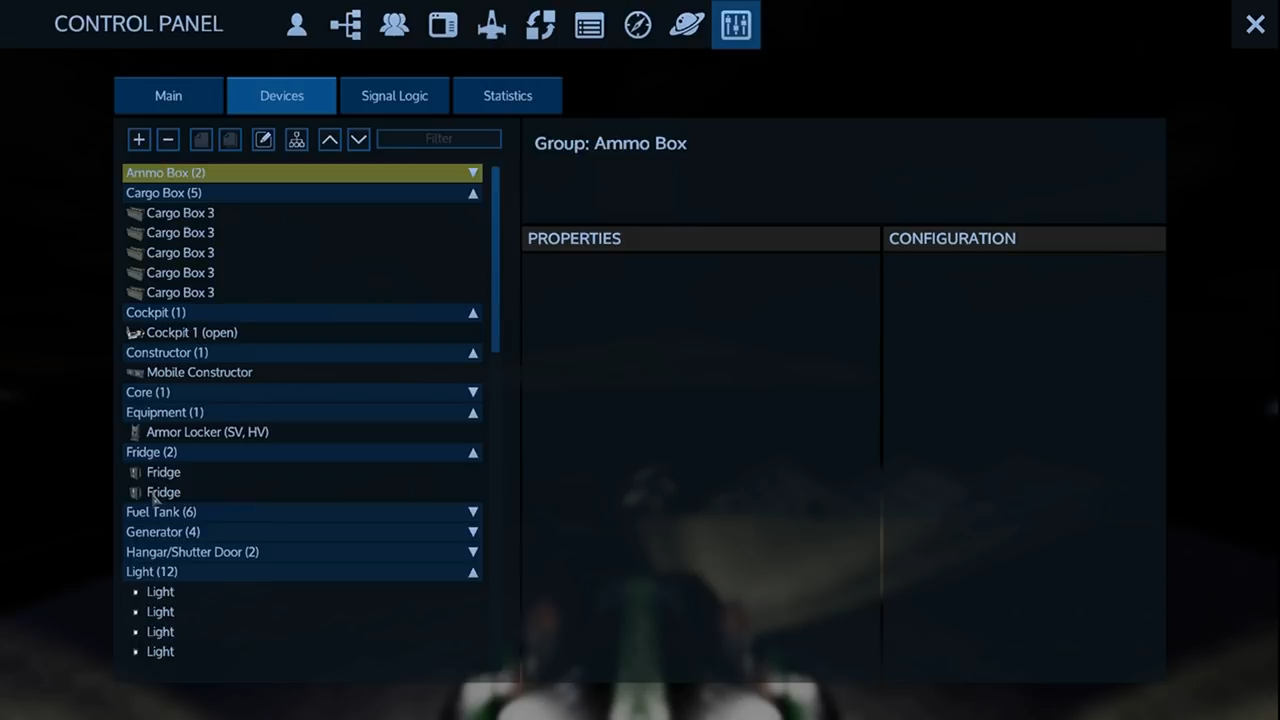 CONTROL PANEL
Main
Devices
Signal Logic
Statistics
Filter
Group: Ammo Box
Ammo Box (2)
Cargo Box (5)
Cargo Box 3
Cargo Box 3
Cargo Box 3
Cargo Box 3
Cargo Box 3
Cockpit (1)
Cockpit 1 (open)
Constructor (1)
Mobile Constructor
Core (1)
Equipment (1)
Armor Locker (SV, HV)
Fridge (2)
Fridge
Fridge
Fuel Tank (6)
Generator (4)
Hangar/Shutter Door (2)
Light (12)
Light
Light
Light
Light
PROPERTIES
CONFIGURATION